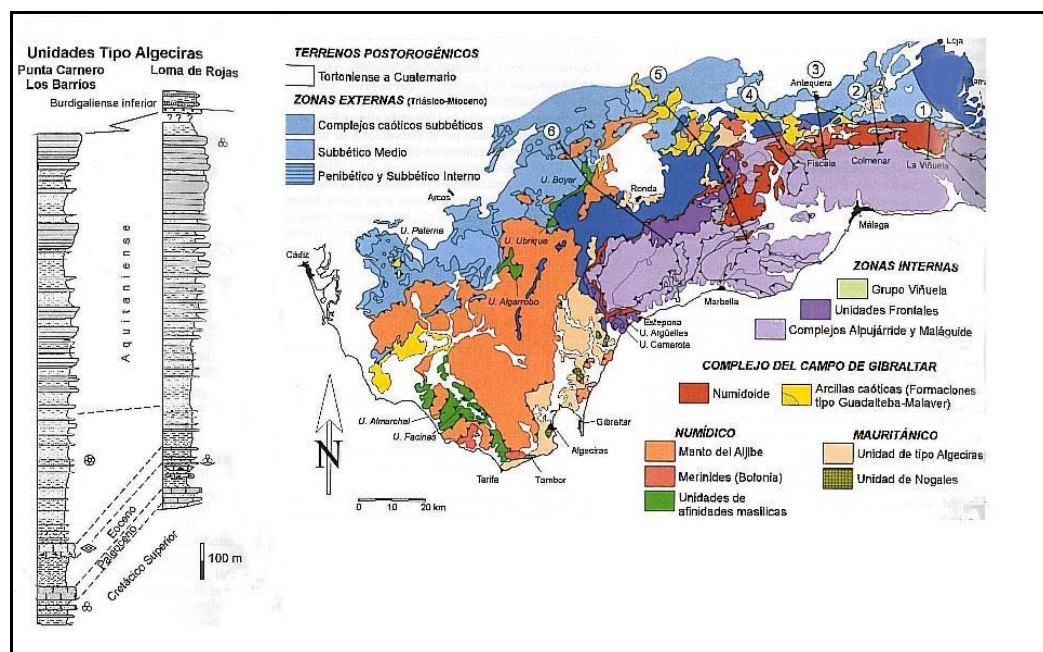 Unidades Tipo Algeciras
Punta Carnero
Los Barrios
Loma de Rojas
Burdigaliense inferior
? ? ?
Aquitaniense
Eoceno
Paleoceno
Cretácico Superior
100 m
TERRENOS POSTOROGÉNICOS
Tortoniense a Cuaternario
ZONAS EXTERNAS (Triásico-Mioceno)
Complejos caóticos subbéticos
Subbético Medio
Penibético y Subbético Interno
Loja
Antequera
5
3
4
2
1
6
Fiscala
Colmenar
La Viñuela
U. Boyar
Ronda
Arcos
U. Paterna
U. Ubrique
Málaga
Cádiz
U. Algarrobo
Marbella
Estepona
U. Argüelles
U. Camarote
ZONAS INTERNAS
Grupo Viñuela
Unidades Frontales
Complejos Alpujárride y Maláguide
COMPLEJO DEL CAMPO DE GIBRALTAR
Numidoide
Arcillas caóticas (Formaciones
tipo Guadalteba-Malaver)
NUMÍDICO
Manto del Aljibe
Merinides (Bolonia)
Unidades de
afinidades masílicas
MAURITÁNICO
Unidad de tipo Algeciras
Unidad de Nogales
U. Almarchal
U. Facinas
Gibraltar
Algeciras
Tarifa
Tambor
N
0
20 km